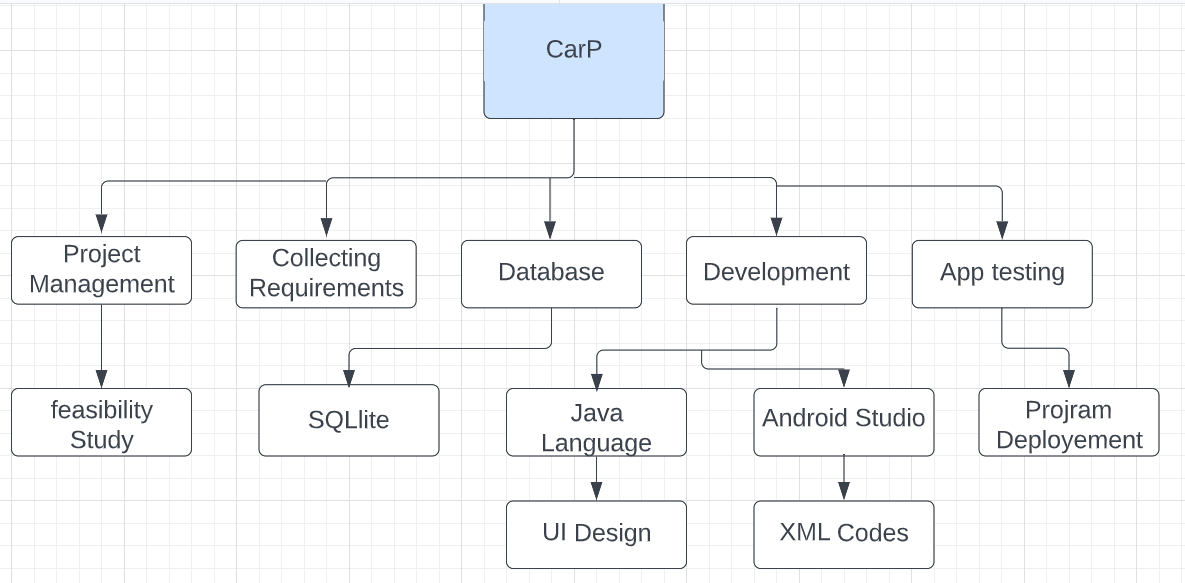 CarP
Project
Management
Collecting
Requirements
Database
Development
App testing
feasibility
Study
SQLlite
Java
Language
Android Studio
Projram
Deployement
UI Design
XML Codes